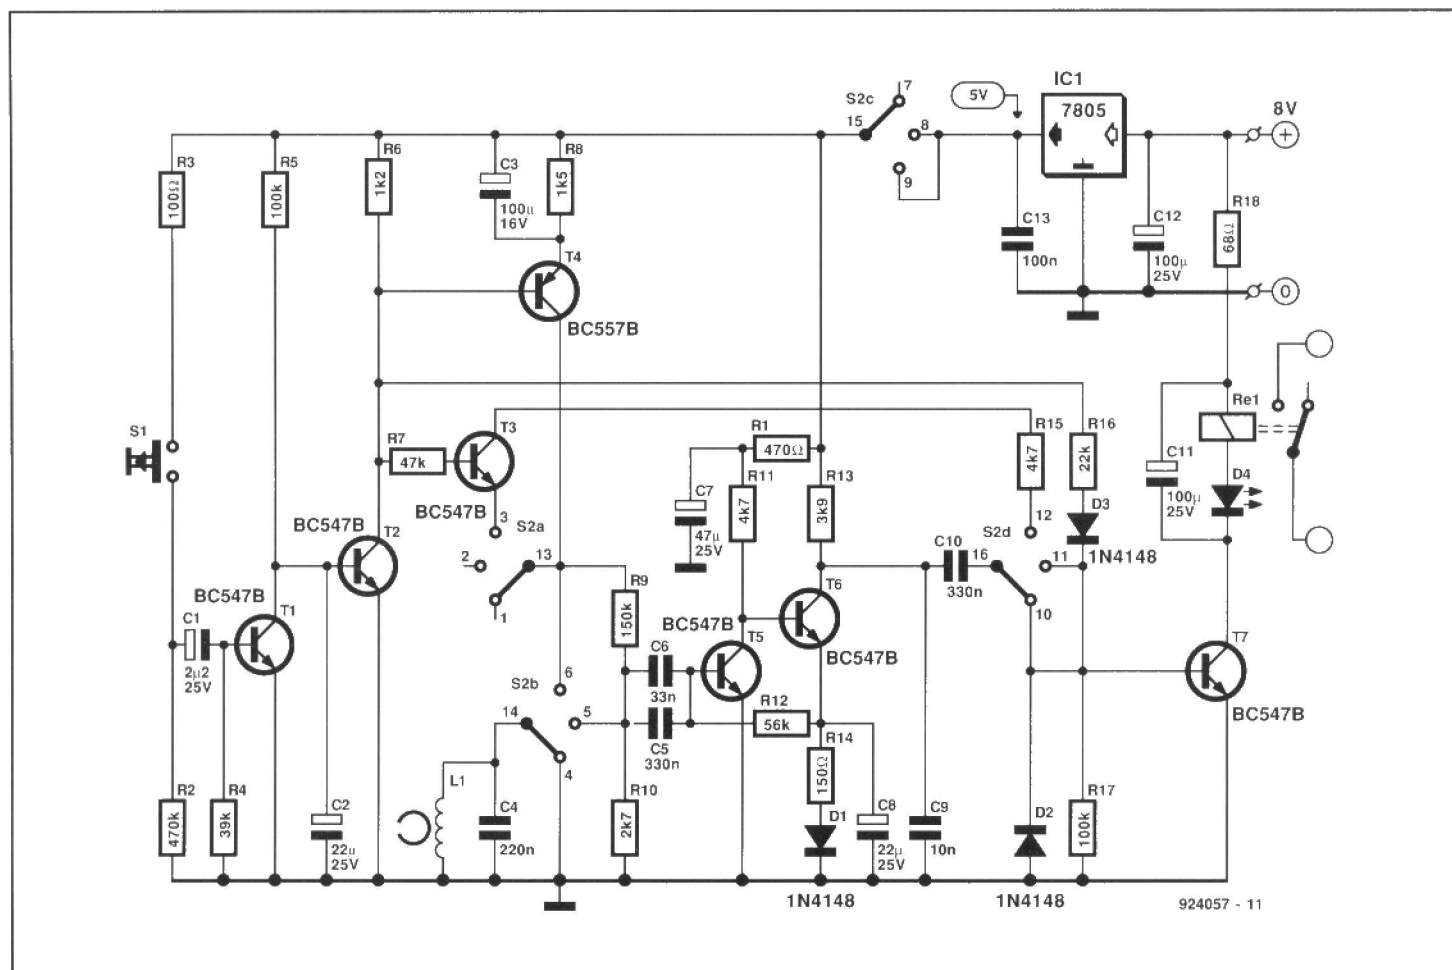 7
IC1
S2c
5V
7805
8V
15
8
+
R3
R5
R6
C3
R8
9
100Ω
100k
1k2
100µ
16V
1k5
C13
100n
C12
100µ
25V
R18
68Ω
T4
0
BC557B
S1
R7
47k
T3
BC547B
R1
470Ω
R15
4k7
R16
22k
Re1
C11
100µ
25V
D4
C7
47µ
25V
R11
4k7
R13
3k9
3
S2a
12
S2d
D3
BC547B
T2
2
13
C10
16
11
1N4148
330n
1
R9
150k
T6
10
BC547B
T1
C1
2µ2
25V
BC547B
T5
BC547B
T7
BC547B
C6
33n
6
S2b
14
5
4
C5
330n
R12
56k
R14
150Ω
L1
R2
470k
R4
39k
C2
22µ
25V
C4
220n
R10
2k7
D1
C8
22µ
25V
C9
10n
D2
R17
100k
1N4148
1N4148
924057 - 11